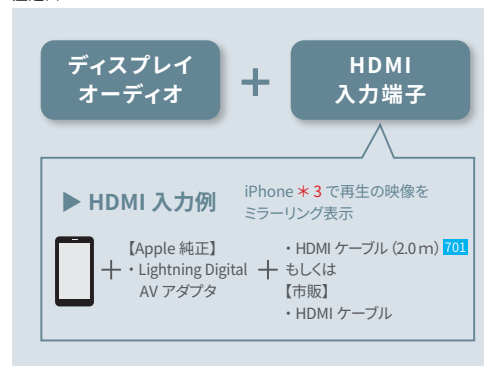 ディスプレイ
オーディオ
+
HDMI
入力端子
▶ HDMI 入力例
iPhone＊3で再生の映像を
ミラーリング表示
+
【Apple 純正】
・Lightning Digital
AV アダプタ
+
・HDMI ケーブル（2.0m）701
もしくは
【市販】
・HDMI ケーブル